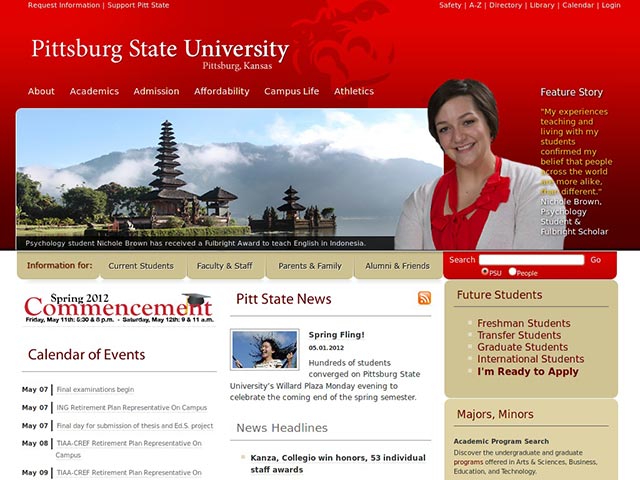 Request Information | Support Pitt State
Safety | A-Z | Directory | Library | Calendar | Login
Pittsburg State University
Pittsburg, Kansas
About Academics Admission Affordability Campus Life Athletics
Feature Story
"My experiences
teaching and
living with my
students
confirmed my
belief that people
across the world
are more alike,
than different."
Nichole Brown,
Psychology
Student &
Fulbright Scholar
Psychology student Nichole Brown has received a Fulbright Award to teach English in Indonesia.
Information for: Current Students Faculty & Staff Parents & Family Alumni & Friends
Search Go
PSU People
Spring 2012
Commencement
Friday, May 11th: 6:30 & 8 p.m. - Saturday, May 12th: 9 & 11 a.m.
Calendar of Events
May 07 Final examinations begin
May 07 ING Retirement Plan Representative On Campus
May 07 Final day for submission of thesis and Ed.S. project
May 08 TIAA-CREF Retirement Plan Representative On
Campus
May 09 TIAA-CREF Retirement Plan Representative On
Campus
Pitt State News
Spring Fling!
05.01.2012
Hundreds of students
converged on Pittsburg State
University's Willard Plaza Monday evening to
celebrate the coming end of the spring semester.
News Headlines
Kanza, Collegio win honors, 53 individual
staff awards
Future Students
Freshman Students
Transfer Students
Graduate Students
International Students
I'm Ready to Apply
Majors, Minors
Academic Program Search
Discover the undergraduate and graduate
programs offered in Arts & Sciences, Business,
Education, and Technology.